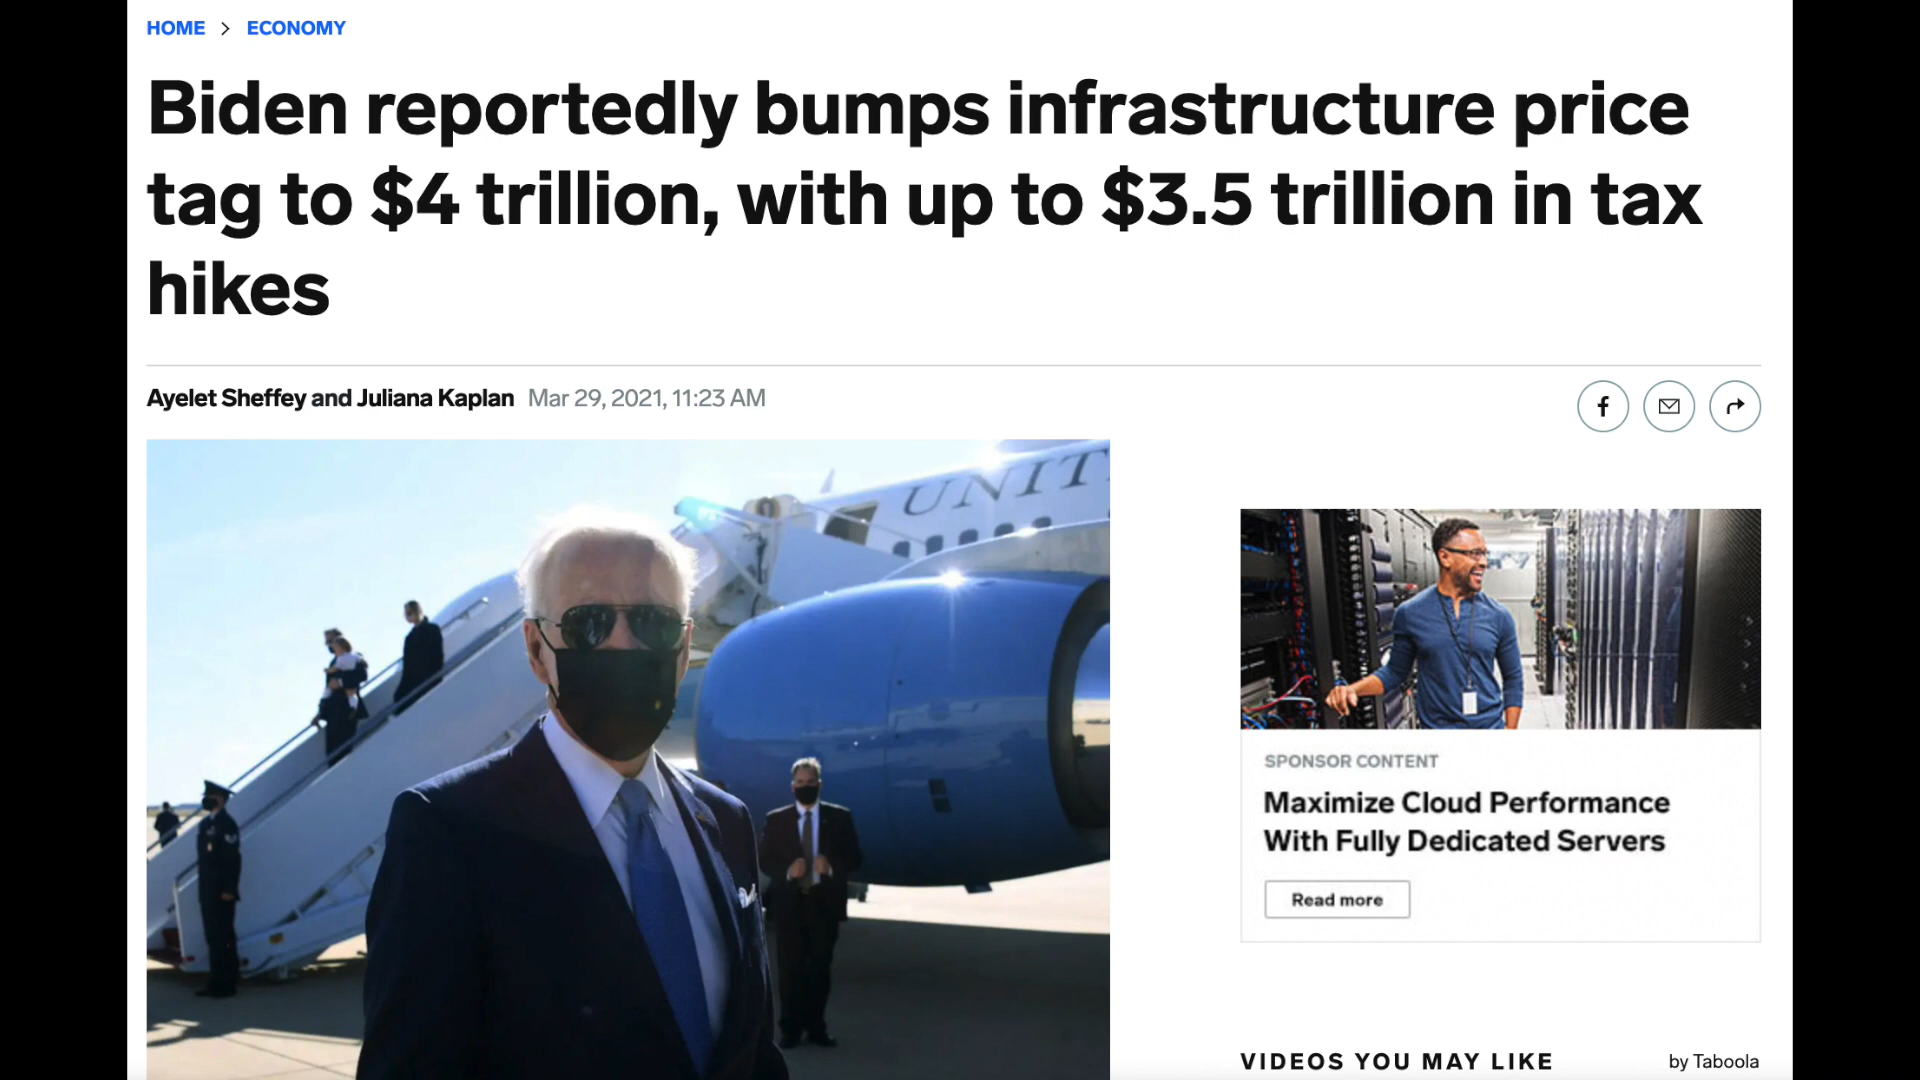 HOME > ECONOMY
Biden reportedly bumps infrastructure price
tag to $4 trillion, with up to $3.5 trillion in tax
hikes
Ayelet Sheffey and Juliana Kaplan Mar 29, 2021, 11:23 AM
UNIT
SPONSOR CONTENT
Maximize Cloud Performance
With Fully Dedicated Servers
Read more
VIDEOS YOU MAY LIKE
by Taboola